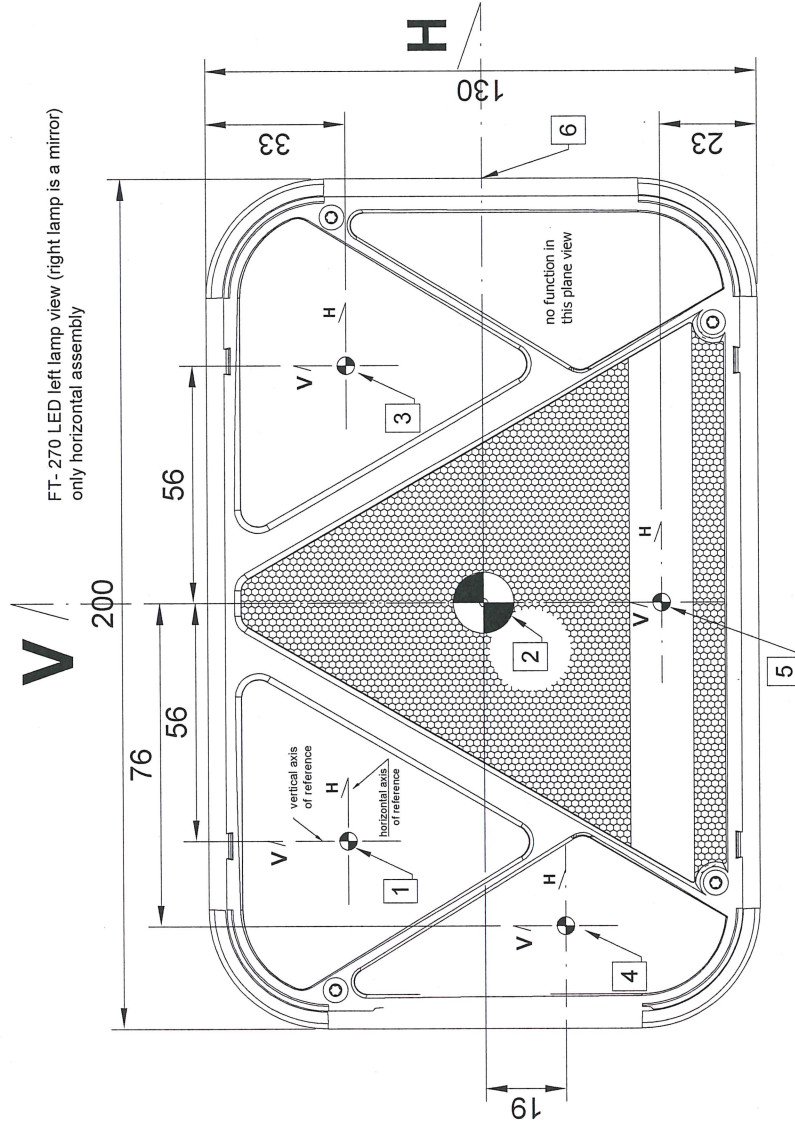 FT- 270 LED left lamp view (right lamp is a mirror)
only horizontal assembly
V
200
76
56
56
33
130
H
vertical axis
of reference
V
H
horizontal axis
of reference
1
V
H
3
no function in
this plane view
6
2
V
H
4
V
H
5
19
23